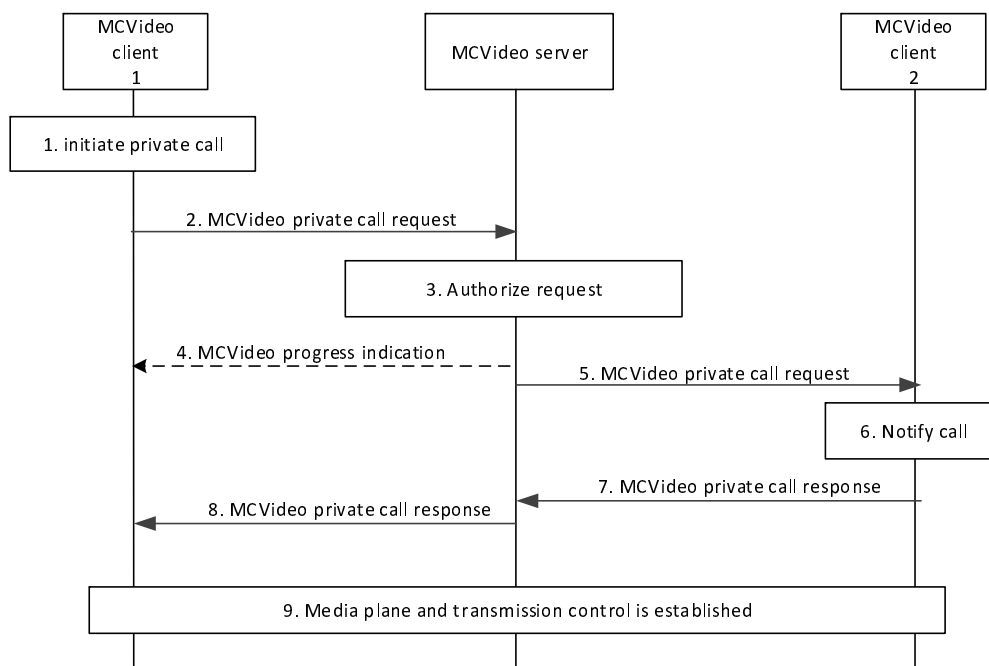 MCVideo
client
1
MCVideo server
MCVideo
client
2
1. initiate private call
2. MCVideo private call request
3. Authorize request
4. MCVideo progress indication
5. MCVideo private call request
6. Notify call
7. MCVideo private call response
8. MCVideo private call response
9. Media plane and transmission control is established